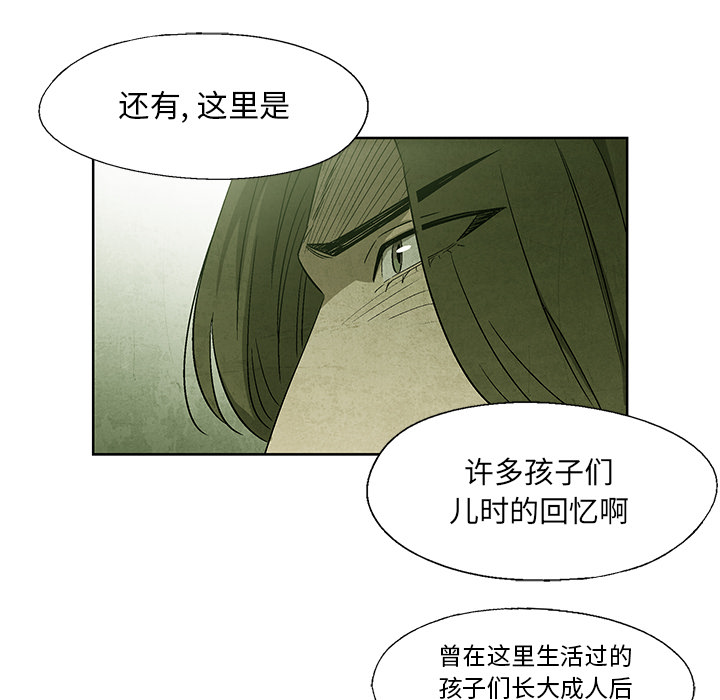 还有, 这里是
许多孩子们
儿时的回忆啊
曾在这里生活过的
孩子们长大成人后